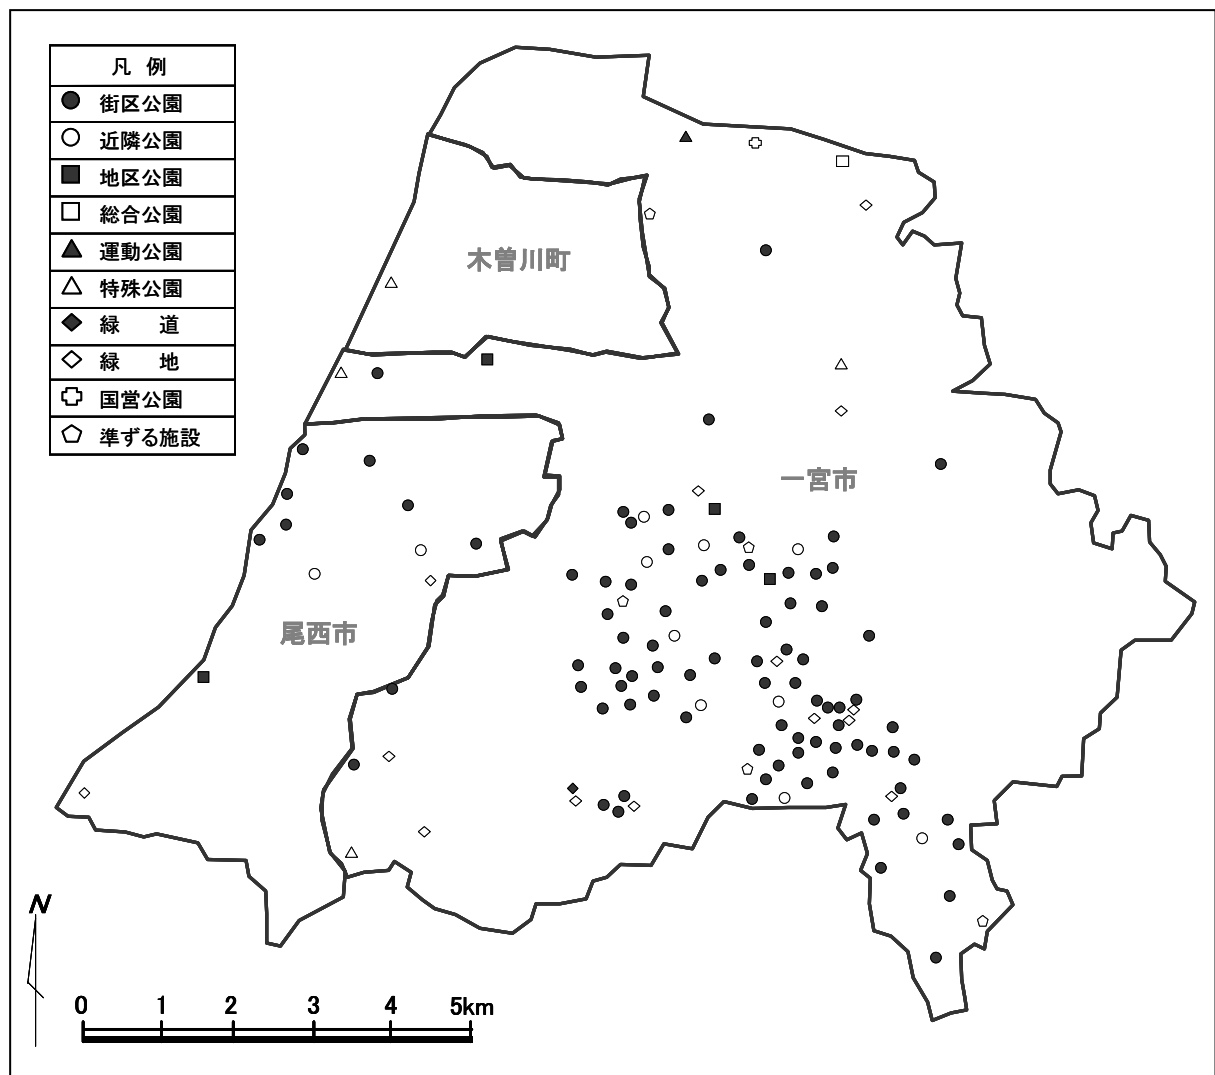 凡 例
街区公園
近隣公園
地区公園
総合公園
運動公園
特殊公園
緑 道
緑 地
国営公園
準ずる施設
木曽川町
一宮市
尾西市
N
0 1 2 3 4 5km